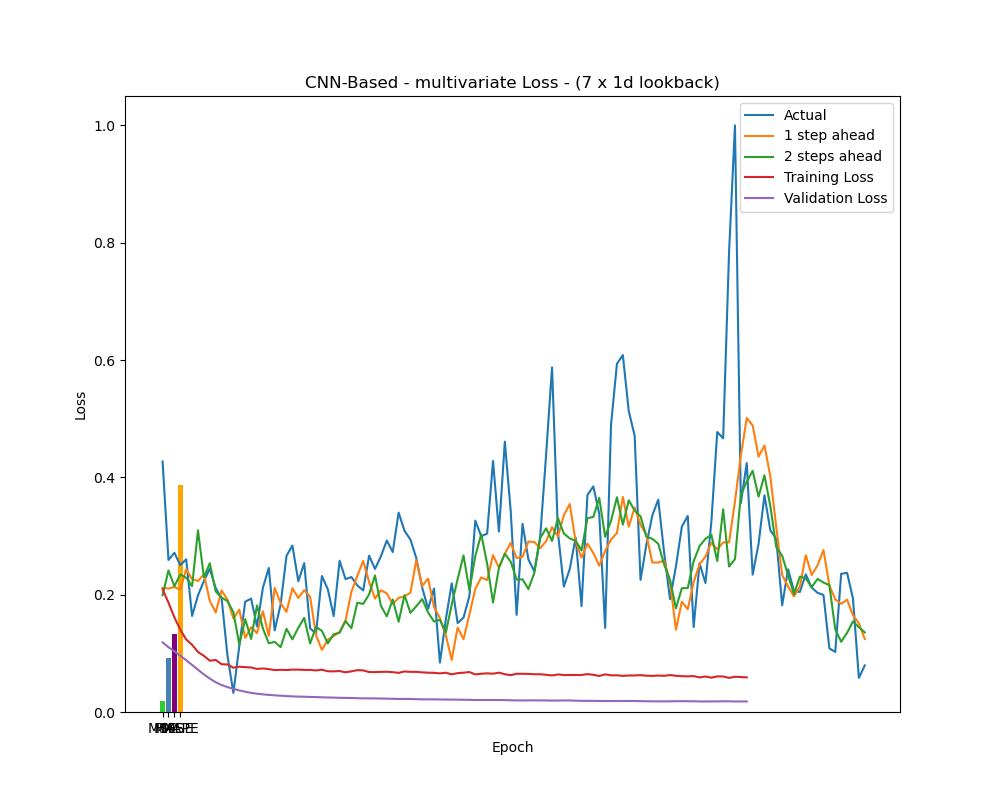 CNN-Based - multivariate Loss - (7 x 1d lookback)
Actual
1 step ahead
2 steps ahead
Training Loss
Validation Loss
1.0
0.8
0.6
0.4
0.2
0.0
Loss
Epoch